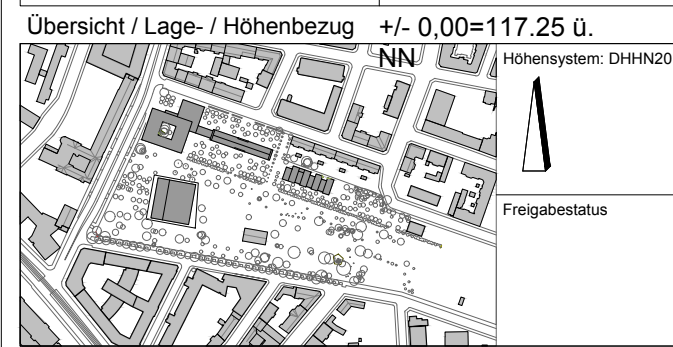 Übersicht / Lage- / Höhenbezug +/- 0,00=117.25 ü.
NN
Höhensystem: DHHN20
Freigabestatus